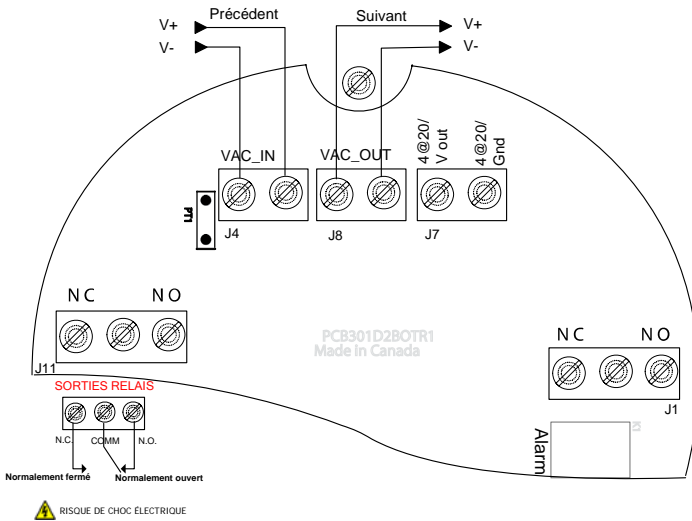 Précédent
Suivant
V+
V-
V+
V-
VAC_IN
VAC_OUT
4@20/
V out
4@20/
Gnd
J4
J8
J7
NC NO
PCB301D2BOTR1
Made in Canada
NC NO
J11
SORTIES RELAIS
J1
N.C. COMM N.O.
Alarm
K1
Normalement fermé
Normalement ouvert
RISQUE DE CHOC ÉLECTRIQUE